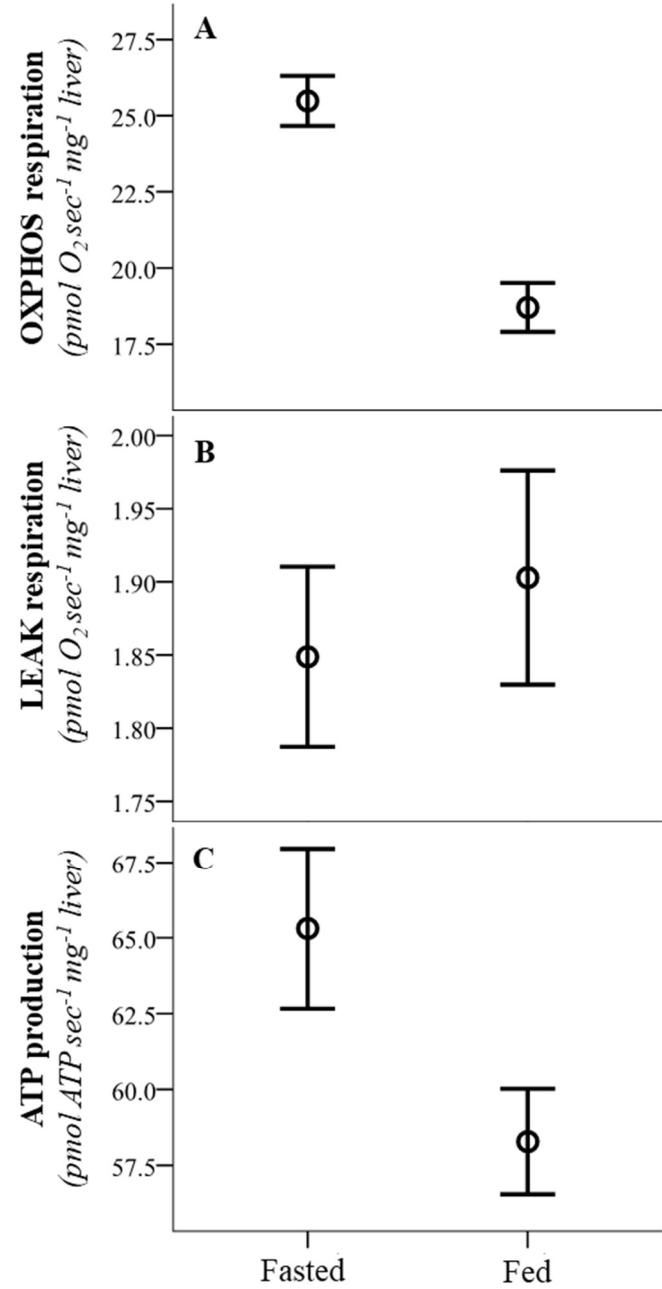 A
OXPHOS respiration
(pmol O₂ sec⁻¹ mg⁻¹ liver)
27.5
25.0
22.5
20.0
17.5
B
LEAK respiration
(pmol O₂ sec⁻¹ mg⁻¹ liver)
2.00
1.95
1.90
1.85
1.80
1.75
C
ATP production
(pmol ATP sec⁻¹ mg⁻¹ liver)
67.5
65.0
62.5
60.0
57.5
Fasted
Fed